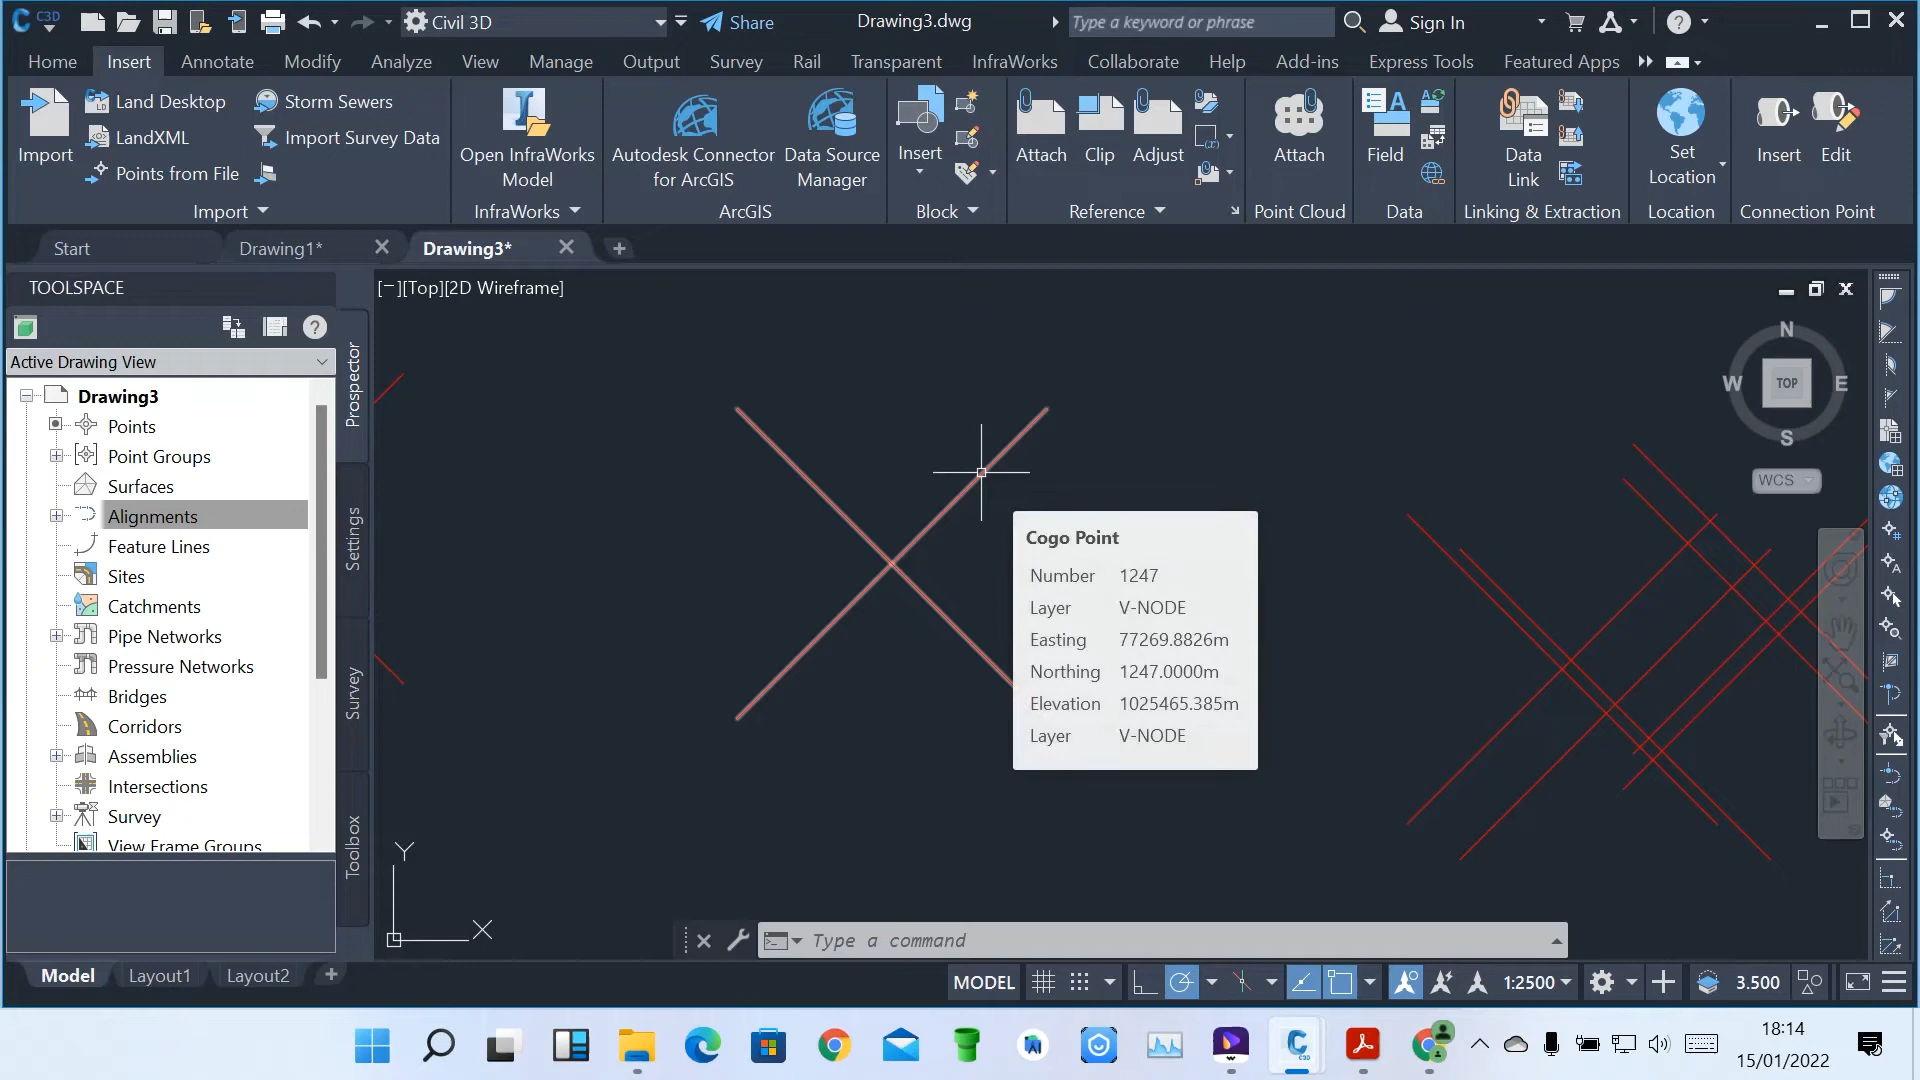 C3D
Civil 3D
Share
Drawing3.dwg
Type a keyword or phrase
Sign In
?
Home
Insert
Annotate
Modify
Analyze
View
Manage
Output
Survey
Rail
Transparent
InfraWorks
Collaborate
Help
Add-ins
Express Tools
Featured Apps
Import
Land Desktop
LandXML
Points from File
Storm Sewers
Import Survey Data
Import
Open InfraWorks
Model
InfraWorks
Autodesk Connector
for ArcGIS
Data Source
Manager
ArcGIS
Insert
Block
Attach
Clip
Adjust
Reference
Attach
Point Cloud
Field
Data
Data
Link
Linking & Extraction
Set
Location
Location
Insert
Edit
Connection Point
Start
Drawing1*
Drawing3*
TOOLSPACE
?
Active Drawing View
Drawing3
Points
Point Groups
Surfaces
Alignments
Feature Lines
Sites
Catchments
Pipe Networks
Pressure Networks
Bridges
Corridors
Assemblies
Intersections
Survey
View Frame Groups
Prospector
Settings
Survey
Toolbox
[−][Top][2D Wireframe]
N
W
TOP
E
S
WCS
Cogo Point
Number 1247
Layer V-NODE
Easting 77269.8826m
Northing 1247.0000m
Elevation 1025465.385m
Layer V-NODE
Y
X
Type a command
Model
Layout1
Layout2
MODEL
1:2500
3.500
18:14
15/01/2022